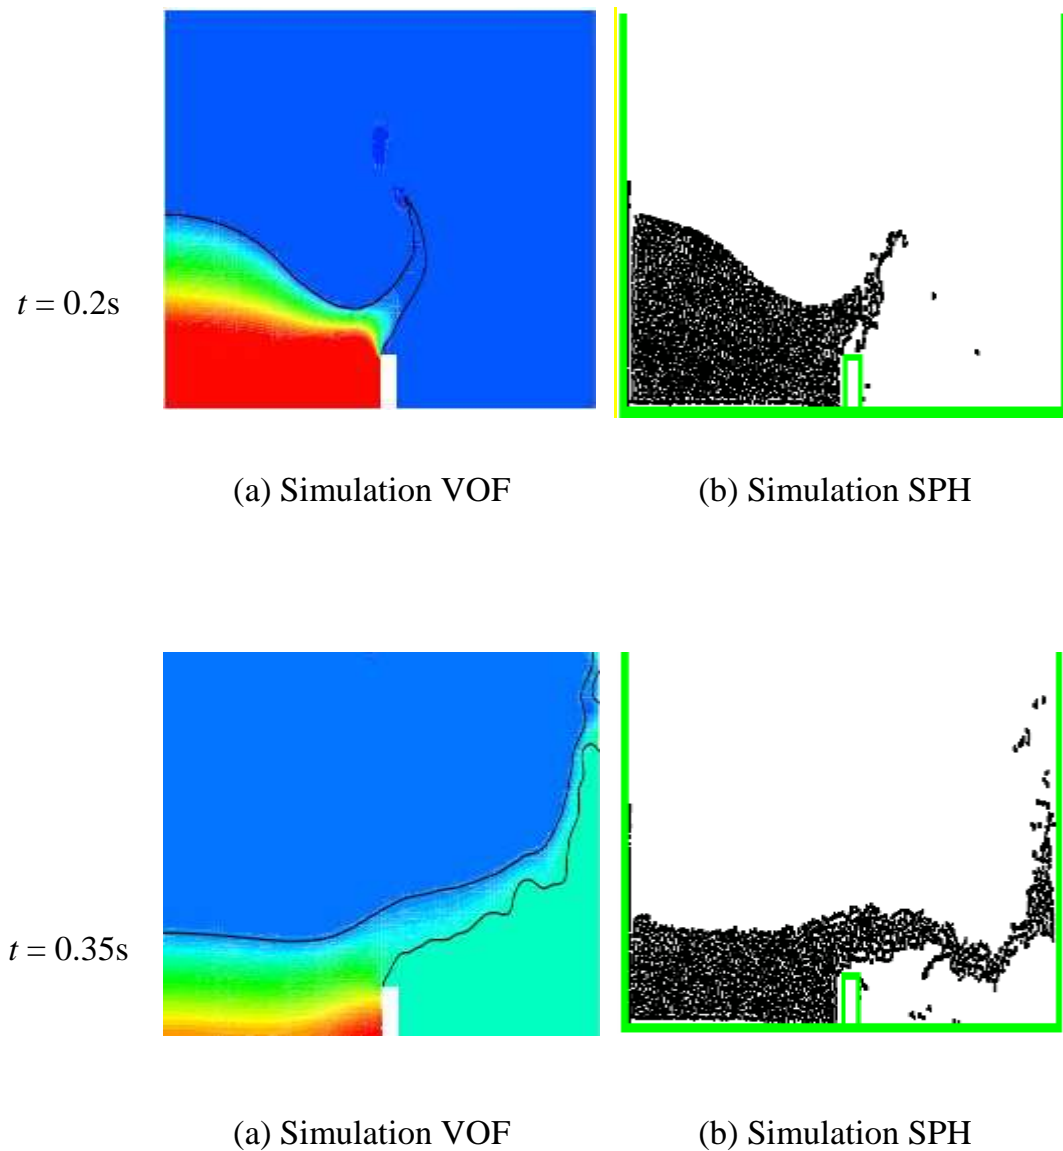 t = 0.2s
(a) Simulation VOF
(b) Simulation SPH
t = 0.35s
(a) Simulation VOF
(b) Simulation SPH